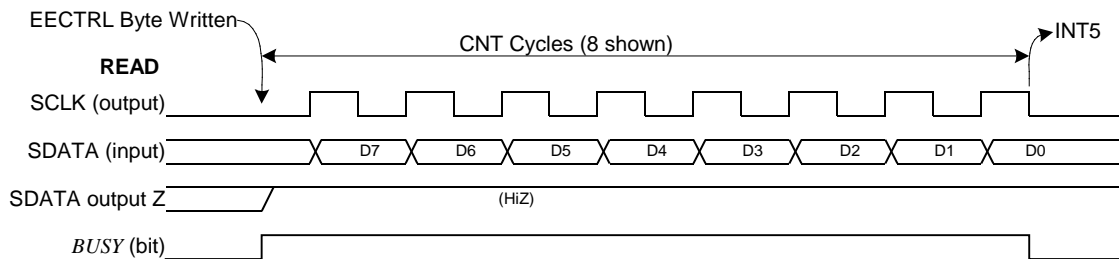 EECTRL Byte Written
INT5
CNT Cycles (8 shown)
READ
SCLK (output)
SDATA (input) D7 D6 D5 D4 D3 D2 D1 D0
SDATA output Z (HiZ)
BUSY (bit)